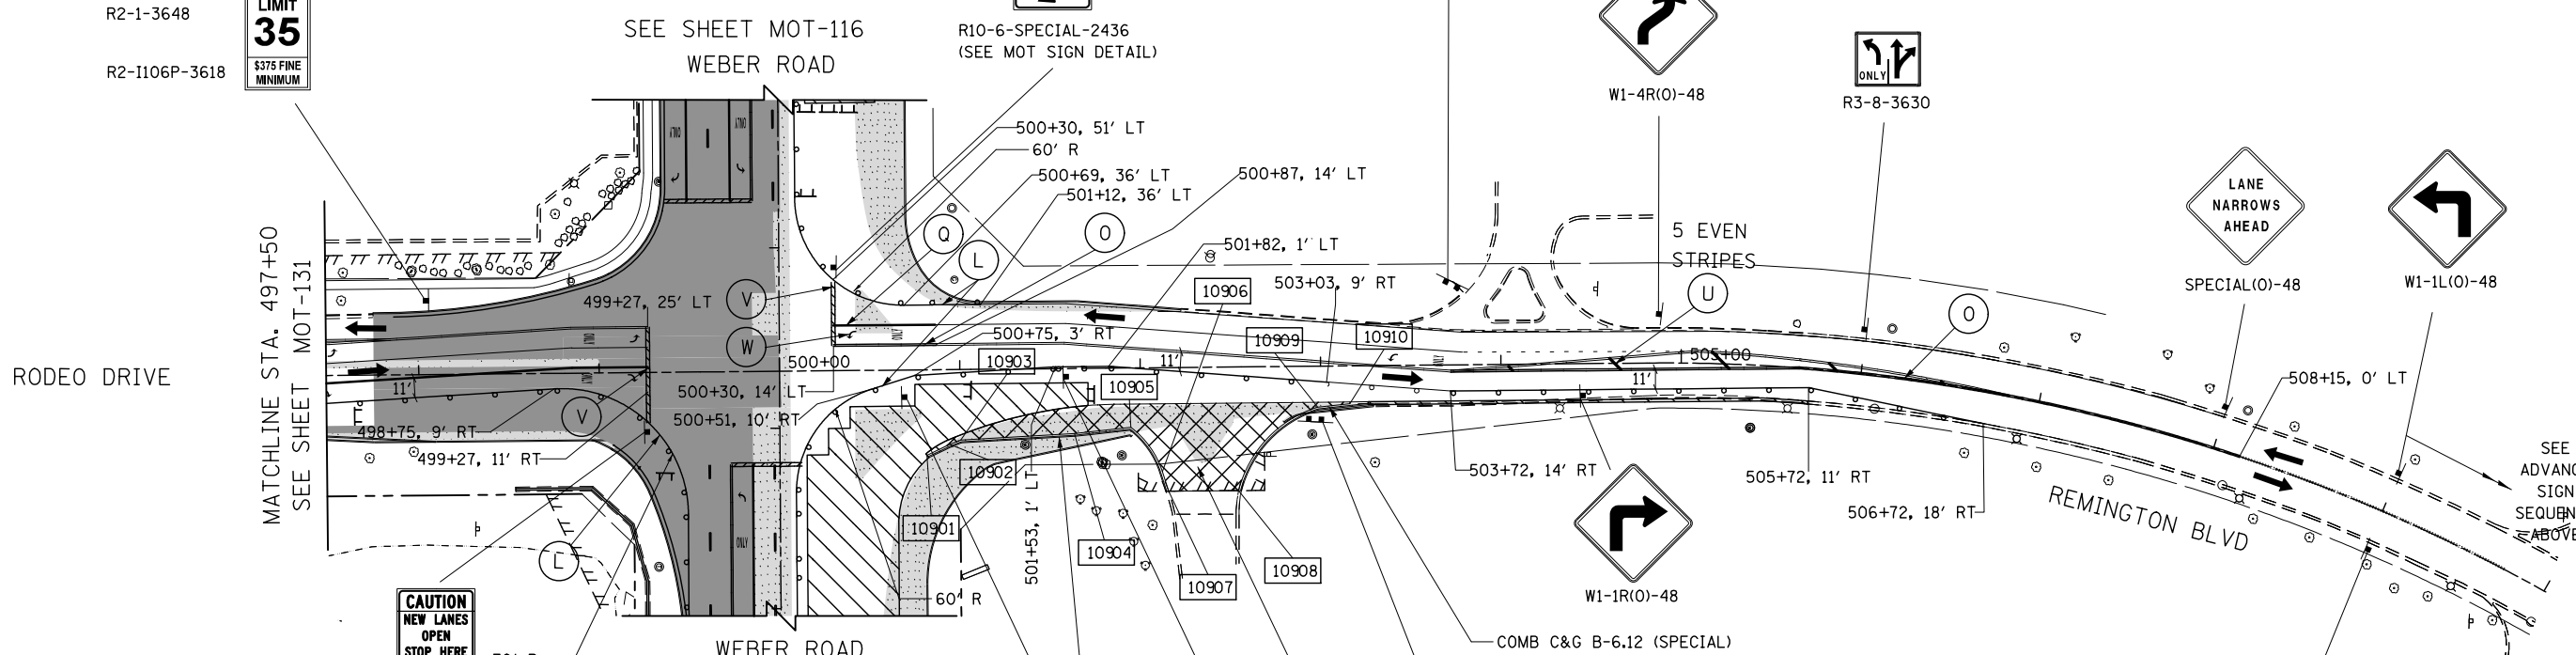 R2-1-3648
LIMIT
35
R2-I106P-3618
$375 FINE
MINIMUM
SEE SHEET MOT-116
WEBER ROAD
R10-6-SPECIAL-2436
(SEE MOT SIGN DETAIL)
W1-4R(O)-48
ONLY
R3-8-3630
500+30, 51' LT
60' R
500+69, 36' LT
501+12, 36' LT
500+87, 14' LT
ONLY
ONLY
Q
L
O
501+82, 1' LT
503+03, 9' RT
5 EVEN
STRIPES
LANE
NARROWS
AHEAD
SPECIAL(O)-48
W1-1L(O)-48
MATCHLINE STA. 497+50
SEE SHEET MOT-131
499+27, 25' LT
V
W
10906
10909
10910
U
O
500+75, 3' RT
500+00
10903
10905
11'
505+00
11'
RODEO DRIVE
11'
ONLY
ONLY
ONLY
500+30, 14' LT
500+51, 10' RT
V
498+75, 9' RT
499+27, 11' RT
508+15, 0' LT
10902
503+72, 14' RT
505+72, 11' RT
506+72, 18' RT
REMINGTON BLVD
SEE
ADVANC
SIGN
SEQUEN
ABOVE
L
10901
501+53, 1' LT
10904
10907
10908
ONLY
60' R
W1-1R(O)-48
CAUTION
NEW LANES
OPEN
STOP HERE
WEBER ROAD
COMB C&G B-6.12 (SPECIAL)